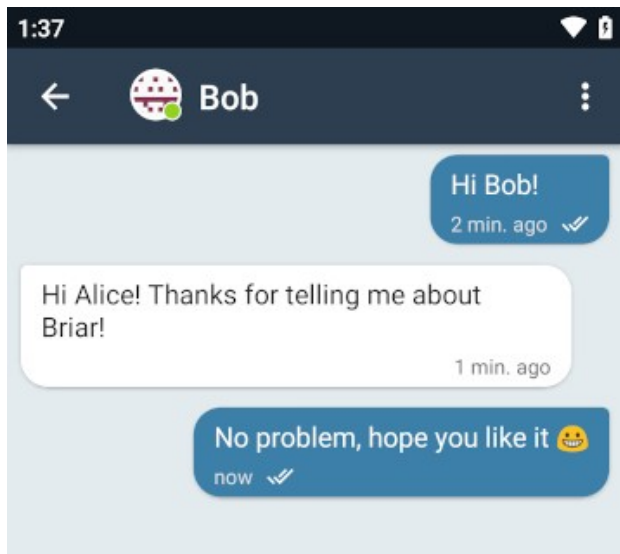 1:37
Bob
Hi Bob!
2 min. ago
Hi Alice! Thanks for telling me about
Briar!
1 min. ago
No problem, hope you like it 😀
now